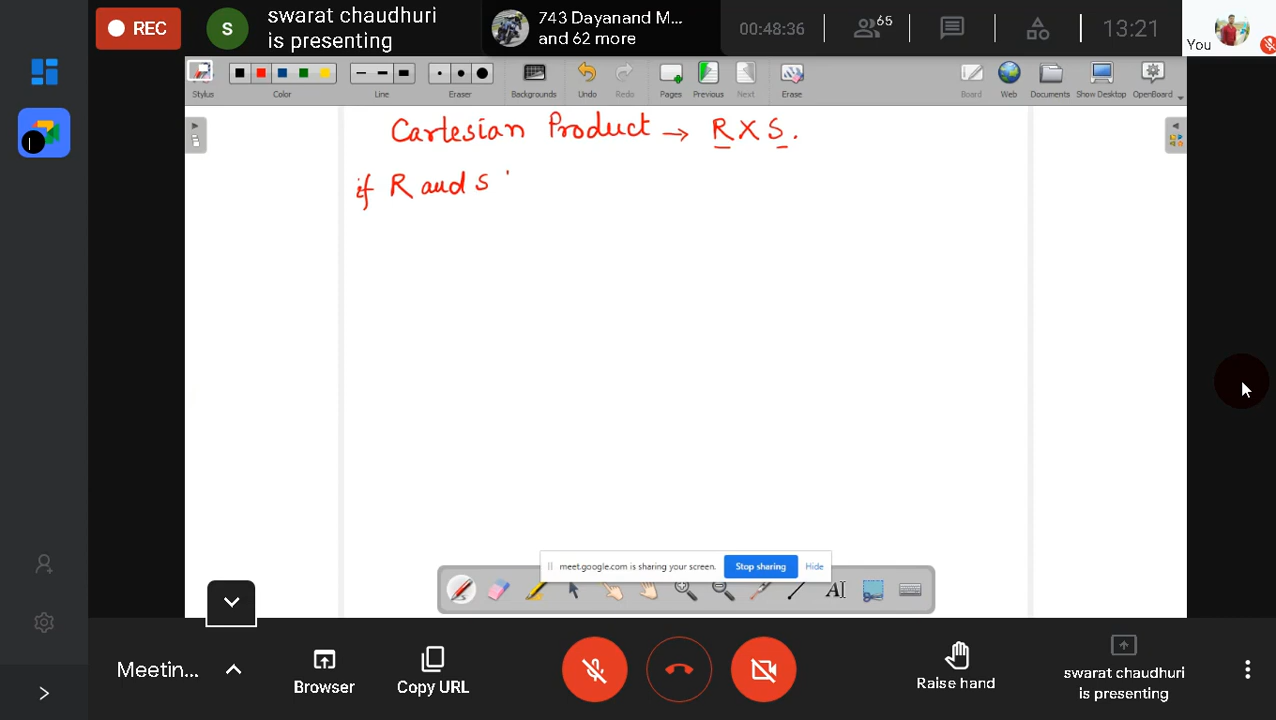 REC
S
swarat chaudhuri
is presenting
743 Dayanand M...
and 62 more
00:48:36
65
13:21
You
Stylus
Color
Line
Eraser
Backgrounds
Undo
Redo
Pages
Previous
Next
Erase
Board
Web
Documents
Show Desktop
OpenBoard
Cartesian Product → R X S.
if R and S
meet.google.com is sharing your screen.
Stop sharing
Hide
AI
Meetin...
Browser
Copy URL
Raise hand
swarat chaudhuri
is presenting